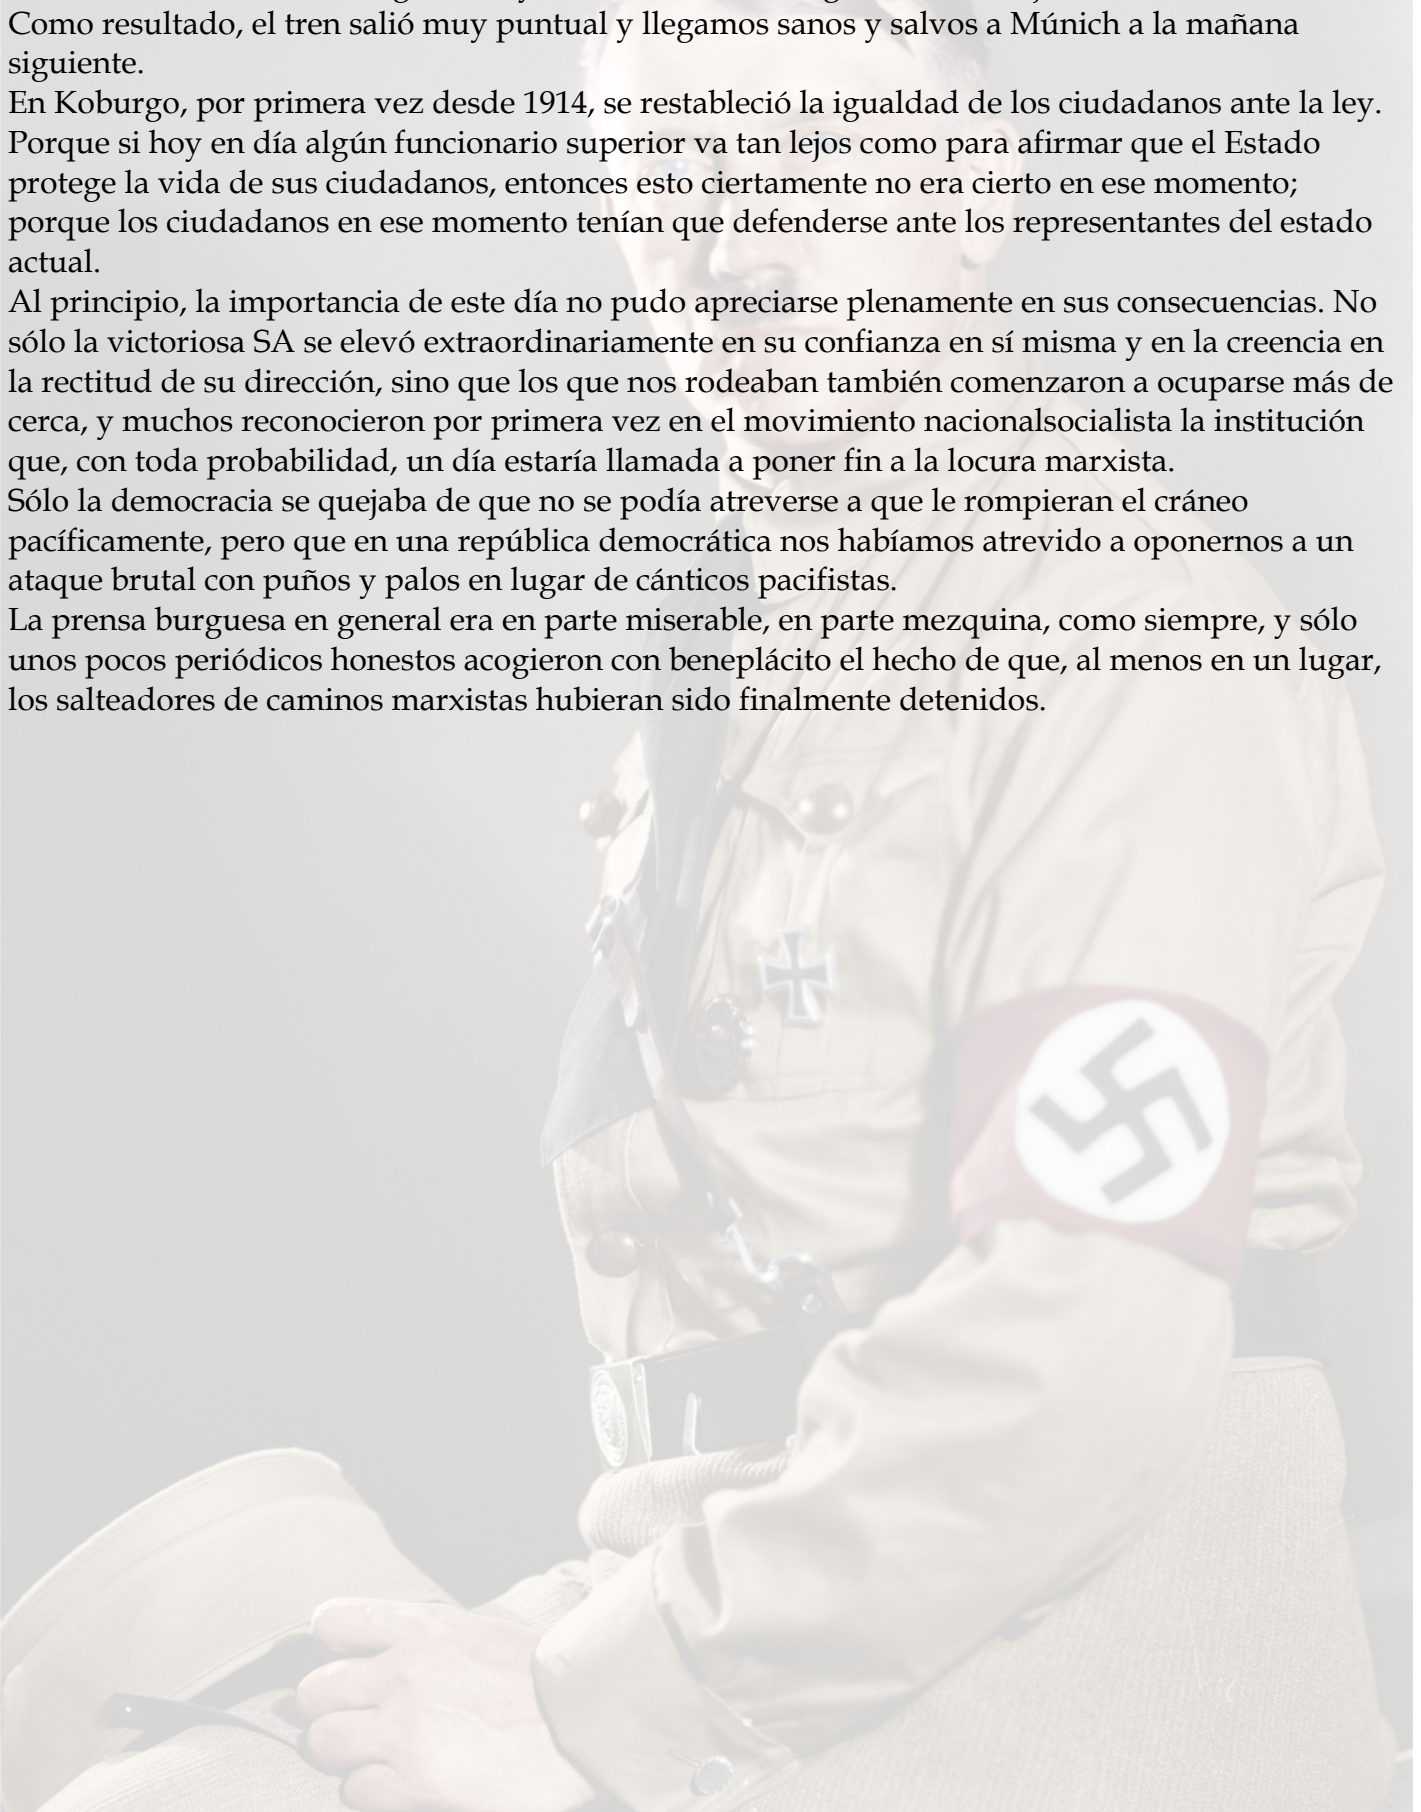 Como resultado, el tren salió muy puntual y llegamos sanos y salvos a Múnich a la mañana
siguiente.
En Koburgo, por primera vez desde 1914, se restableció la igualdad de los ciudadanos ante la ley.
Porque si hoy en día algún funcionario superior va tan lejos como para afirmar que el Estado
protege la vida de sus ciudadanos, entonces esto ciertamente no era cierto en ese momento;
porque los ciudadanos en ese momento tenían que defenderse ante los representantes del estado
actual.
Al principio, la importancia de este día no pudo apreciarse plenamente en sus consecuencias. No
sólo la victoriosa SA se elevó extraordinariamente en su confianza en sí misma y en la creencia en
la rectitud de su dirección, sino que los que nos rodeaban también comenzaron a ocuparse más de
cerca, y muchos reconocieron por primera vez en el movimiento nacionalsocialista la institución
que, con toda probabilidad, un día estaría llamada a poner fin a la locura marxista.
Sólo la democracia se quejaba de que no se podía atreverse a que le rompieran el cráneo
pacíficamente, pero que en una república democrática nos habíamos atrevido a oponernos a un
ataque brutal con puños y palos en lugar de cánticos pacifistas.
La prensa burguesa en general era en parte miserable, en parte mezquina, como siempre, y sólo
unos pocos periódicos honestos acogieron con beneplácito el hecho de que, al menos en un lugar,
los salteadores de caminos marxistas hubieran sido finalmente detenidos.